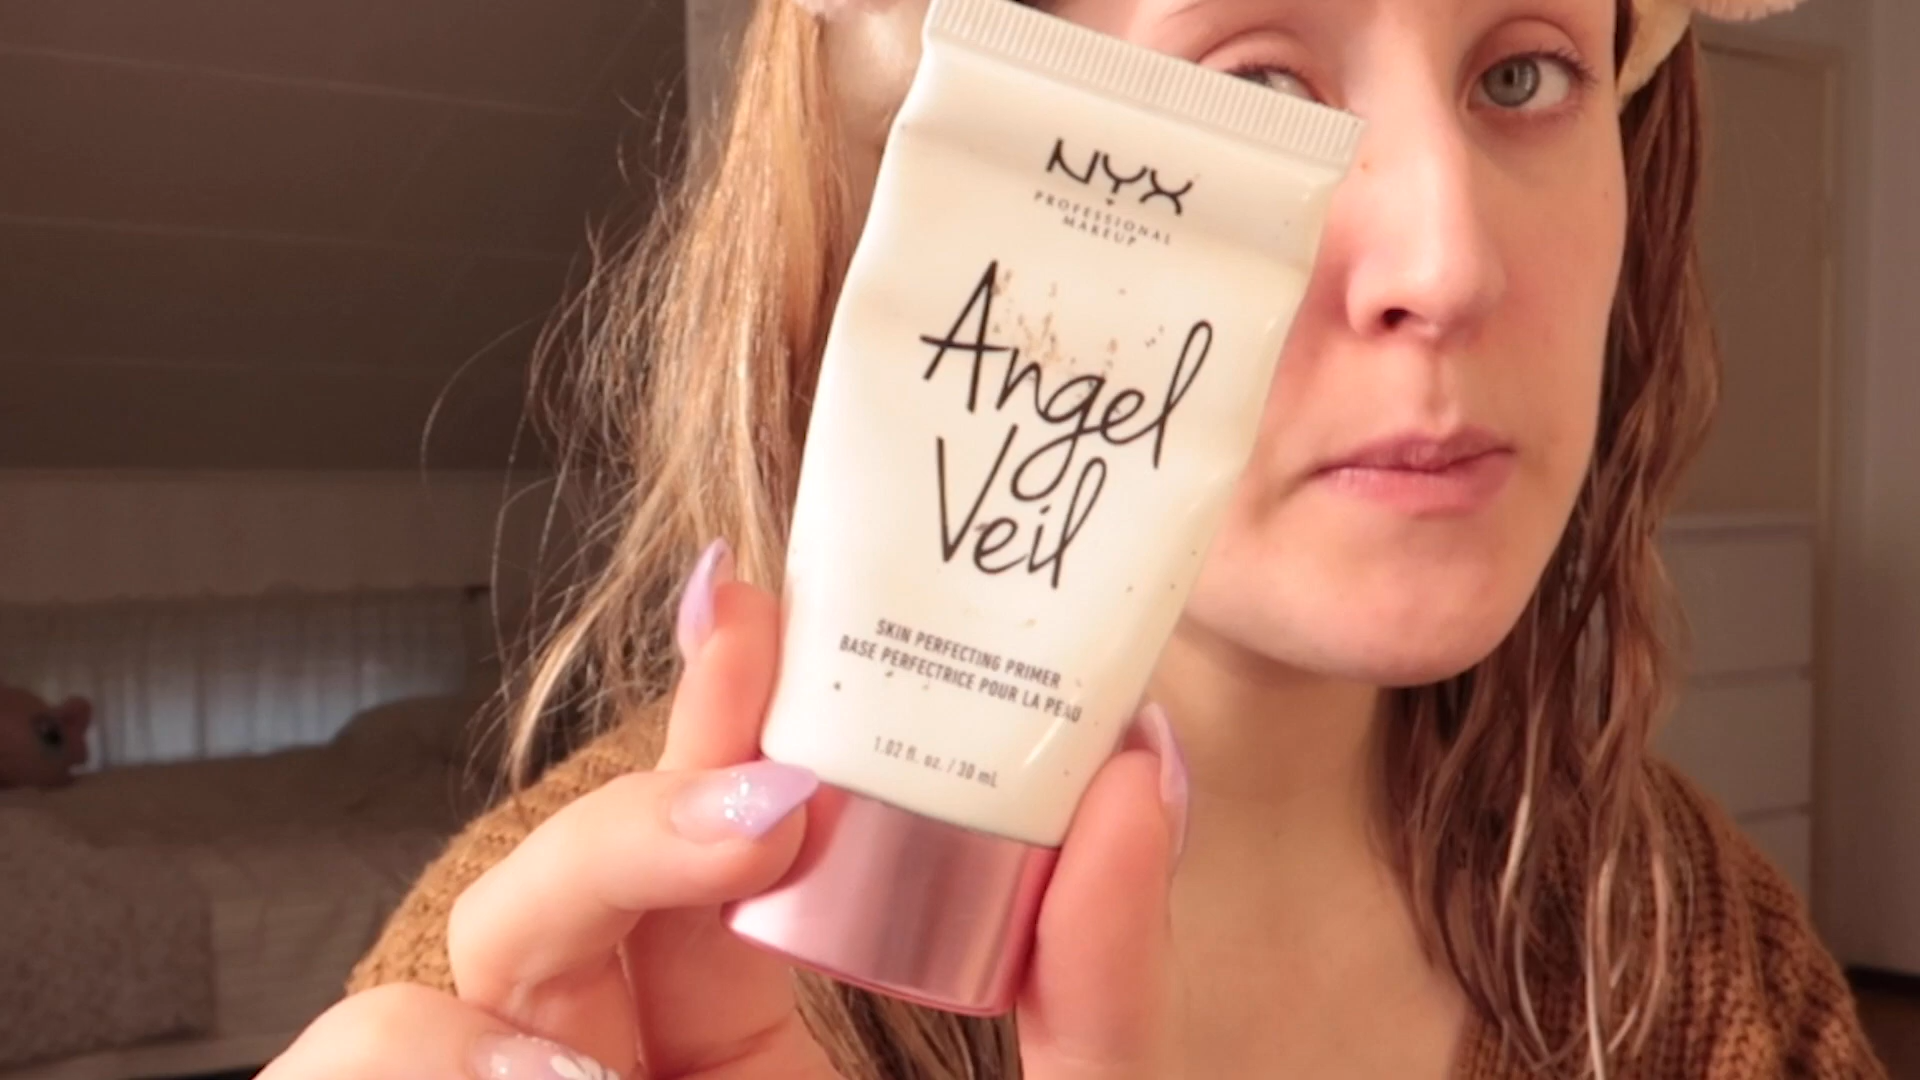 NYX
PROFESSIONAL
MAKEUP
Angel
Veil
SKIN PERFECTING PRIMER
BASE PERFECTRICE POUR LA PEAU
1.02 fl. oz. / 30 mL